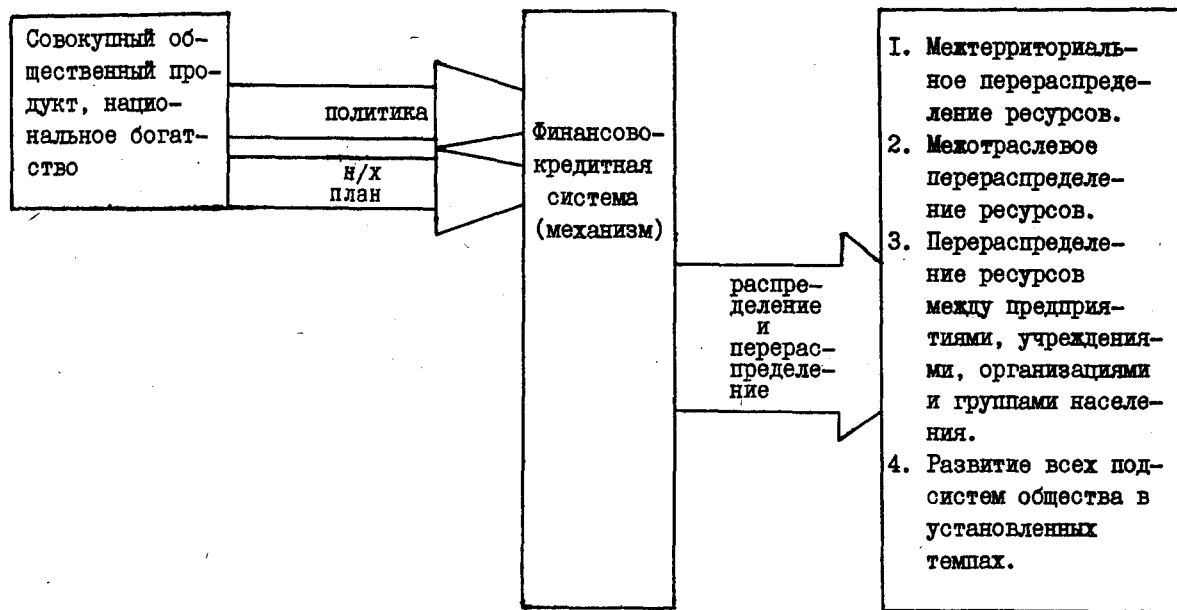 Совокупный об-
щественный про-
дукт, нацио-
нальное богат-
ство
политика
н/х
план
Финансово-
кредитная
система
(механизм)
распре-
деление
и
перерас-
пределе-
ние
I. Межтерриториаль-
ное перераспреде-
ление ресурсов.
2. Межотраслевое
перераспределе-
ние ресурсов.
3. Перераспределе-
ние ресурсов
между предприя-
тиями, учреждения-
ми, организациями
и группами населе-
ния.
4. Развитие всех под-
систем общества в
установленных
темпах.